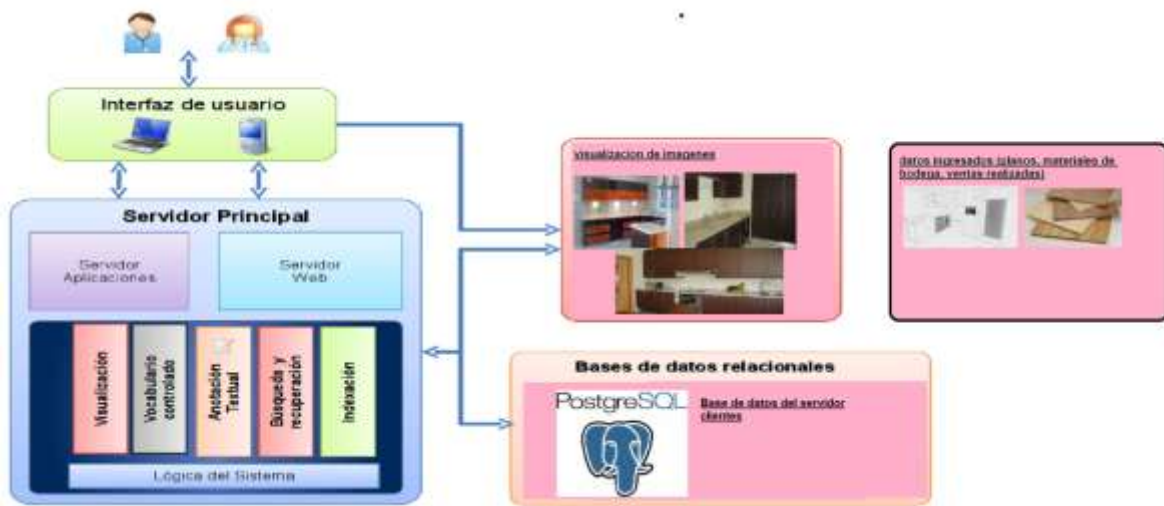 Interfaz de usuario
Servidor Principal
Servidor
Aplicaciones
Servidor
Web
Visualización
Vocabulario
controlado
Anotación
Textual
Búsqueda y
recuperación
Indexación
Lógica del Sistema
visualizacion de imagenes
datos ingresados (planos, materiales de
bodega, ventas realizadas)
Bases de datos relacionales
PostgreSQL
Base de datos del servidor
clientes